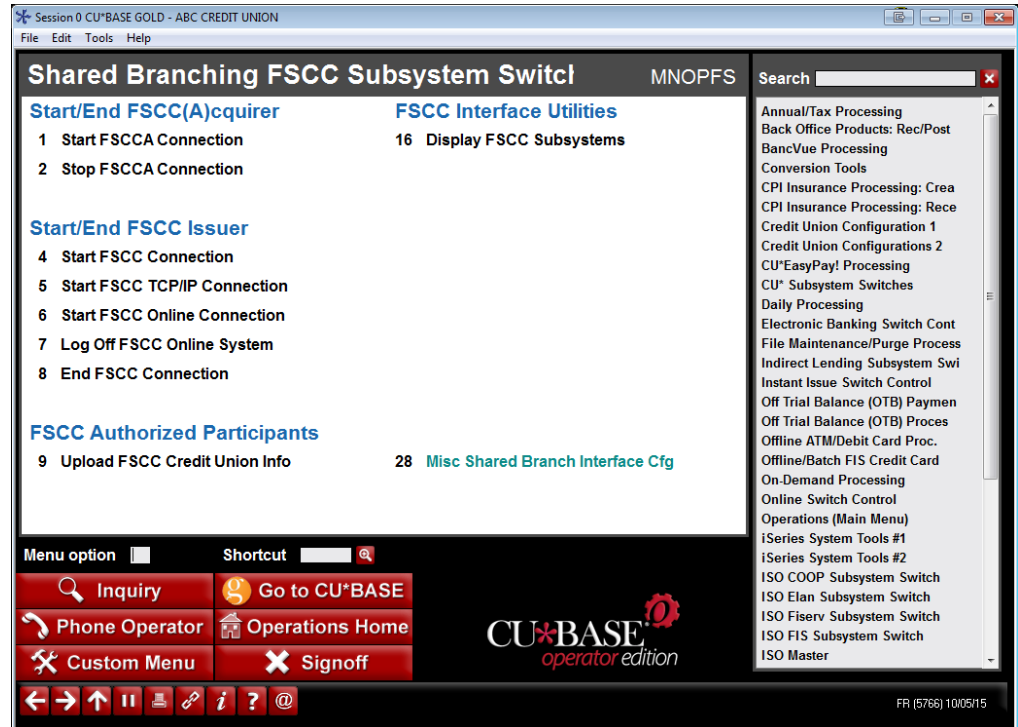 Session 0 CU*BASE GOLD - ABC CREDIT UNION
File Edit Tools Help
Shared Branching FSCC Subsystem Switcl MNOPFS
Start/End FSCC(A)cquirer
1 Start FSCCA Connection
2 Stop FSCCA Connection
Start/End FSCC Issuer
4 Start FSCC Connection
5 Start FSCC TCP/IP Connection
6 Start FSCC Online Connection
7 Log Off FSCC Online System
8 End FSCC Connection
FSCC Authorized Participants
9 Upload FSCC Credit Union Info
FSCC Interface Utilities
16 Display FSCC Subsystems
28 Misc Shared Branch Interface Cfg
Search
Annual/Tax Processing
Back Office Products: Rec/Post
BancVue Processing
Conversion Tools
CPI Insurance Processing: Crea
CPI Insurance Processing: Rece
Credit Union Configuration 1
Credit Union Configurations 2
CU*EasyPay! Processing
CU* Subsystem Switches
Daily Processing
Electronic Banking Switch Cont
File Maintenance/Purge Process
Indirect Lending Subsystem Swi
Instant Issue Switch Control
Off Trial Balance (OTB) Paymen
Off Trial Balance (OTB) Proces
Offline ATM/Debit Card Proc.
Offline/Batch FIS Credit Card
On-Demand Processing
Online Switch Control
Operations (Main Menu)
iSeries System Tools #1
iSeries System Tools #2
ISO COOP Subsystem Switch
ISO Elan Subsystem Switch
ISO Fiserv Subsystem Switch
ISO FIS Subsystem Switch
ISO Master
Menu option Shortcut
Inquiry
Go to CU*BASE
Phone Operator
Operations Home
Custom Menu
Signoff
CU*BASE
operator edition
FR (5766) 10/05/15